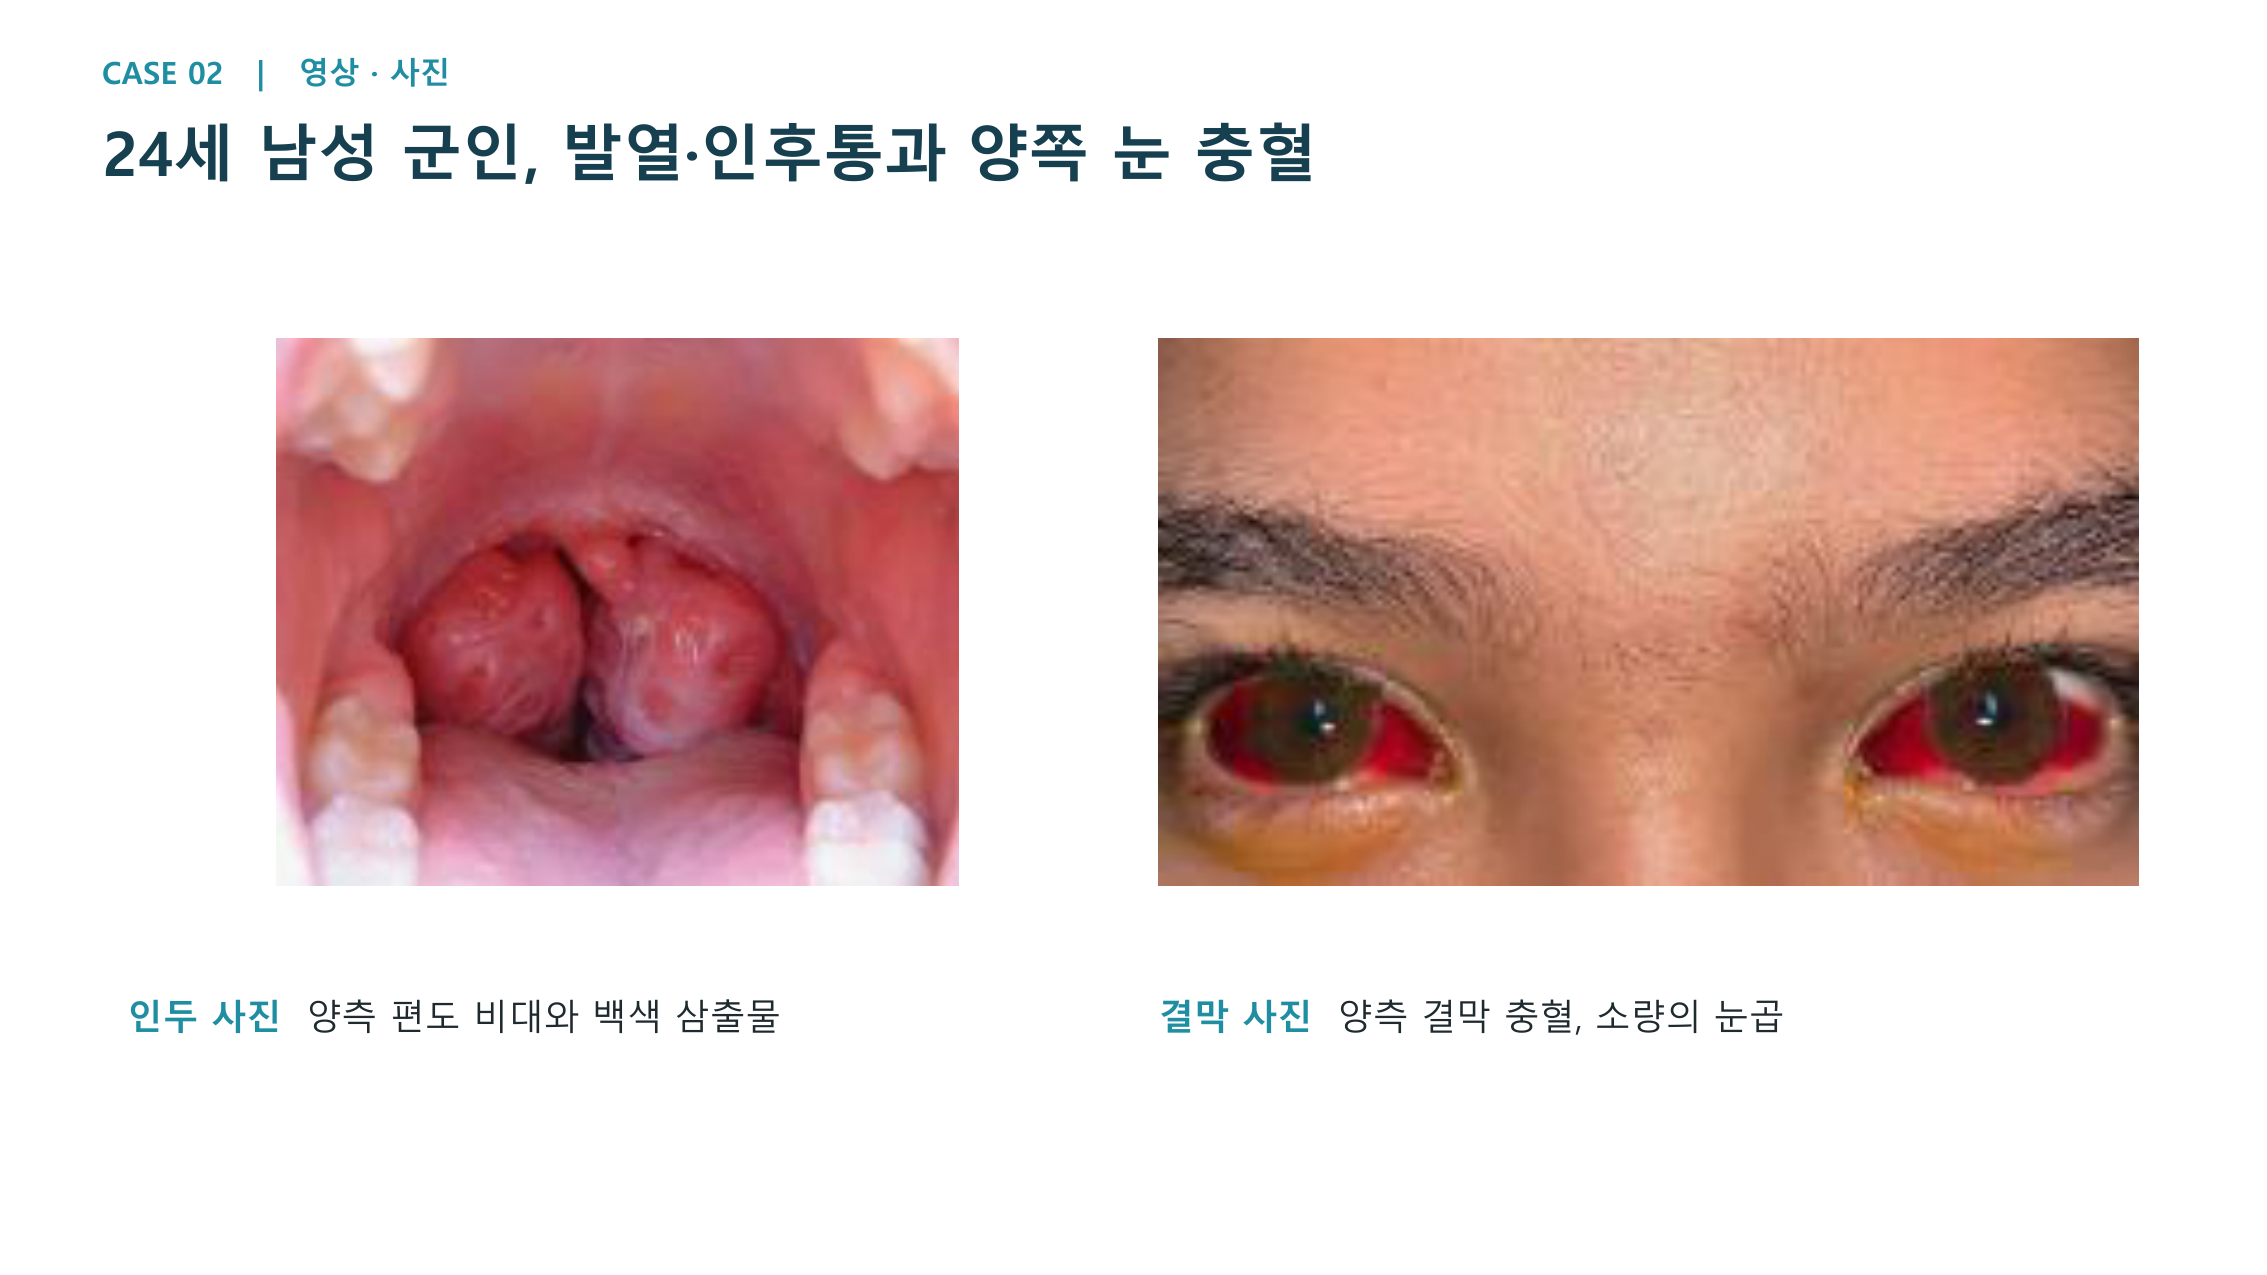 CASE 02 | 영상 · 사진
24세 남성 군인, 발열·인후통과 양쪽 눈 충혈
인두 사진 양측 편도 비대와 백색 삼출물
결막 사진 양측 결막 충혈, 소량의 눈곱